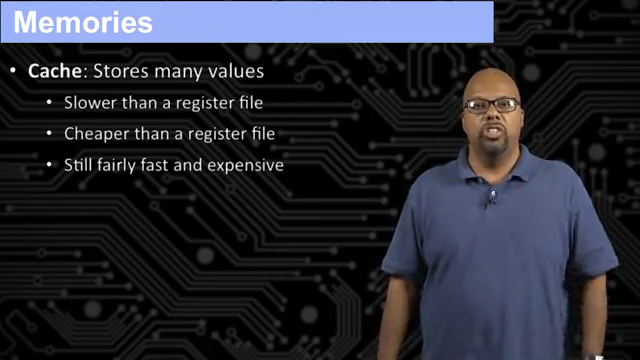 Memories
• Cache: Stores many values
• Slower than a register file
• Cheaper than a register file
• Still fairly fast and expensive